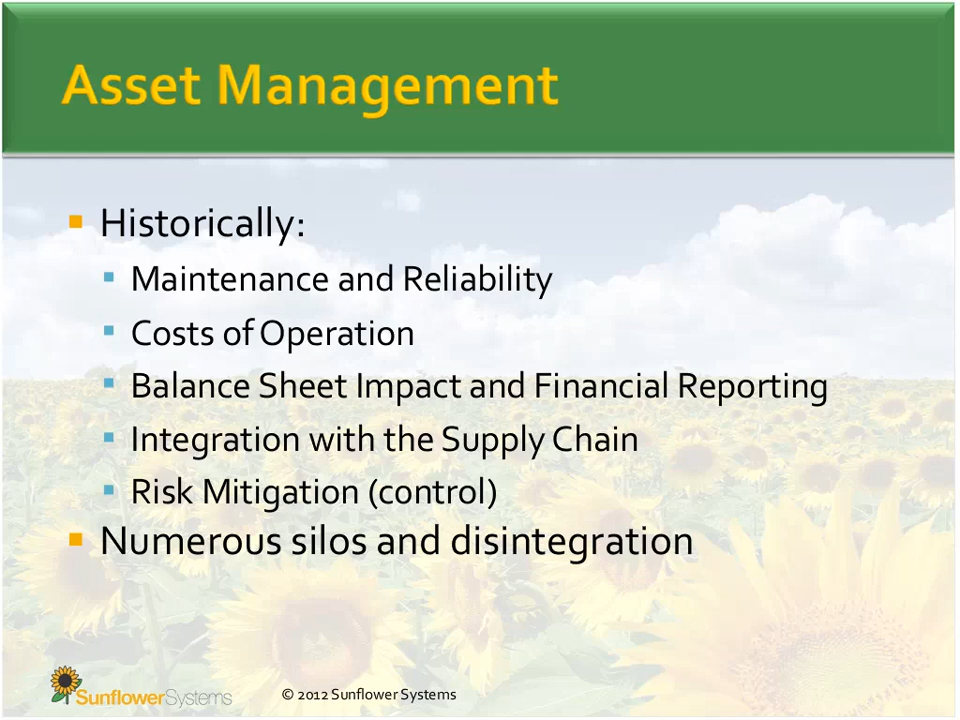 Asset Management
Historically:
Maintenance and Reliability
Costs of Operation
Balance Sheet Impact and Financial Reporting
Integration with the Supply Chain
Risk Mitigation (control)
Numerous silos and disintegration
SunflowerSystems
© 2012 Sunflower Systems